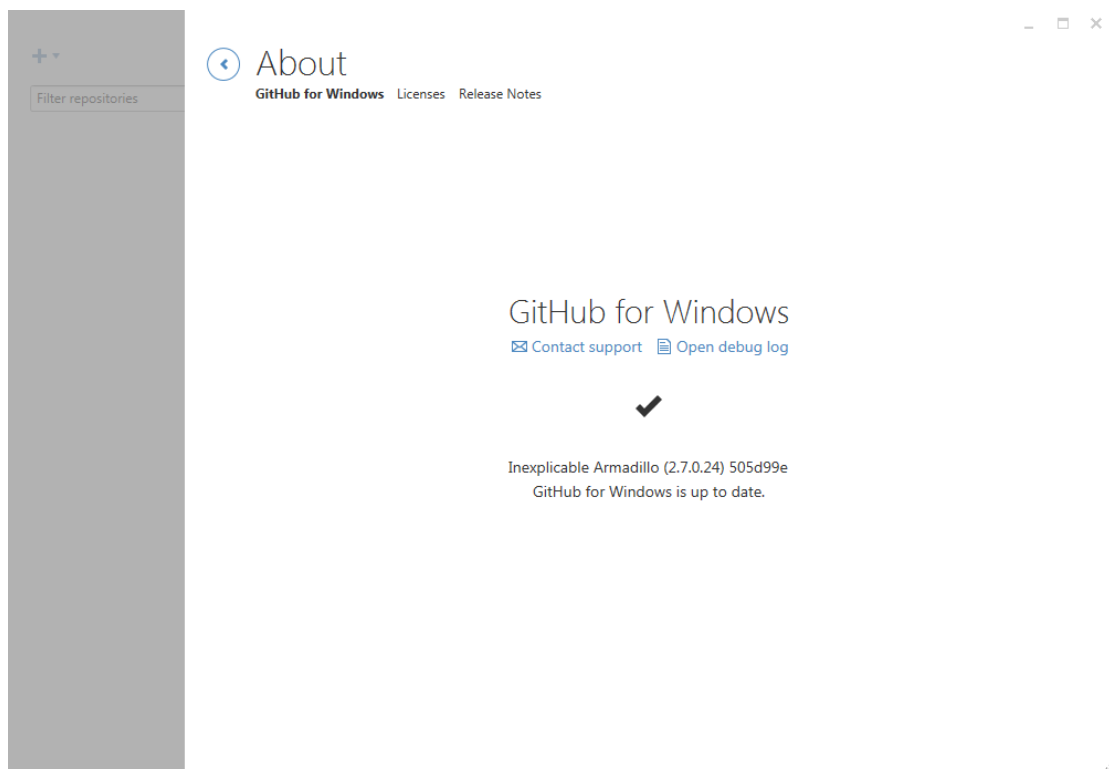 About
GitHub for Windows Licenses Release Notes
Filter repositories
GitHub for Windows
Contact support Open debug log
Inexplicable Armadillo (2.7.0.24) 505d99e
GitHub for Windows is up to date.